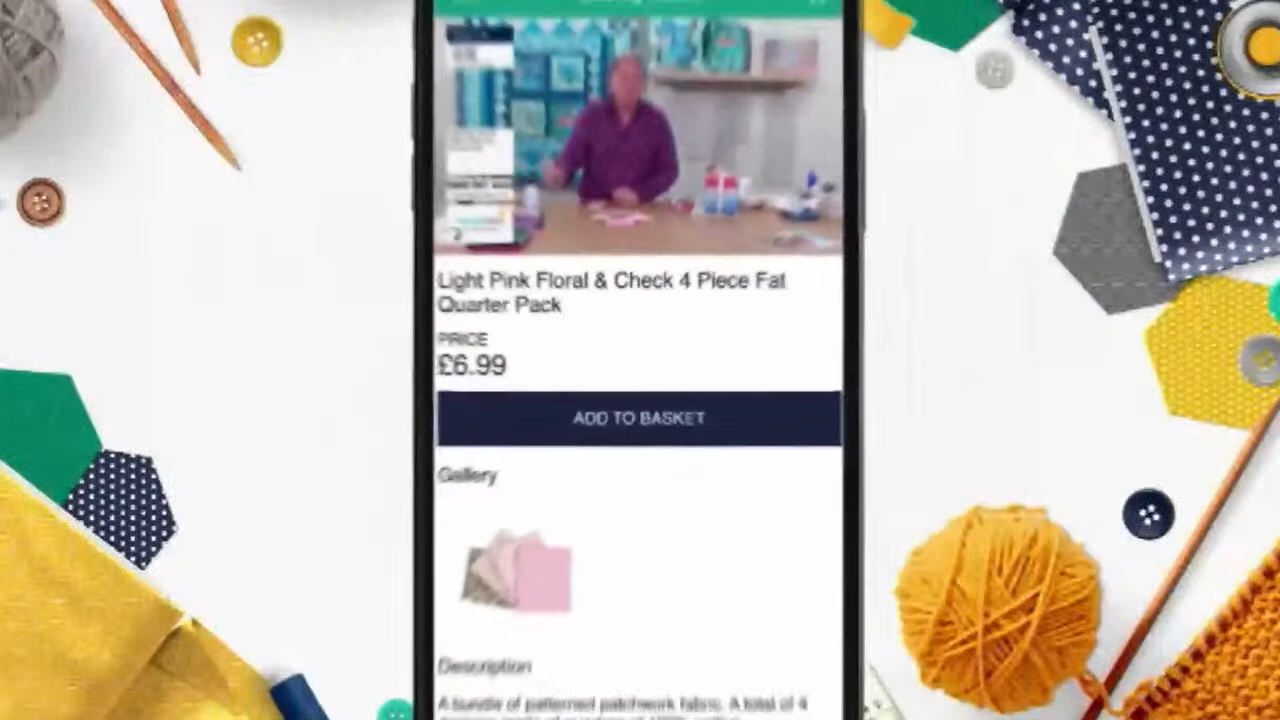 Light Pink Floral & Check 4 Piece Fat
Quarter Pack
PRICE
£6.99
ADD TO BASKET
Gallery
Description
A bundle of patterned patchwork fabric. A total of 4